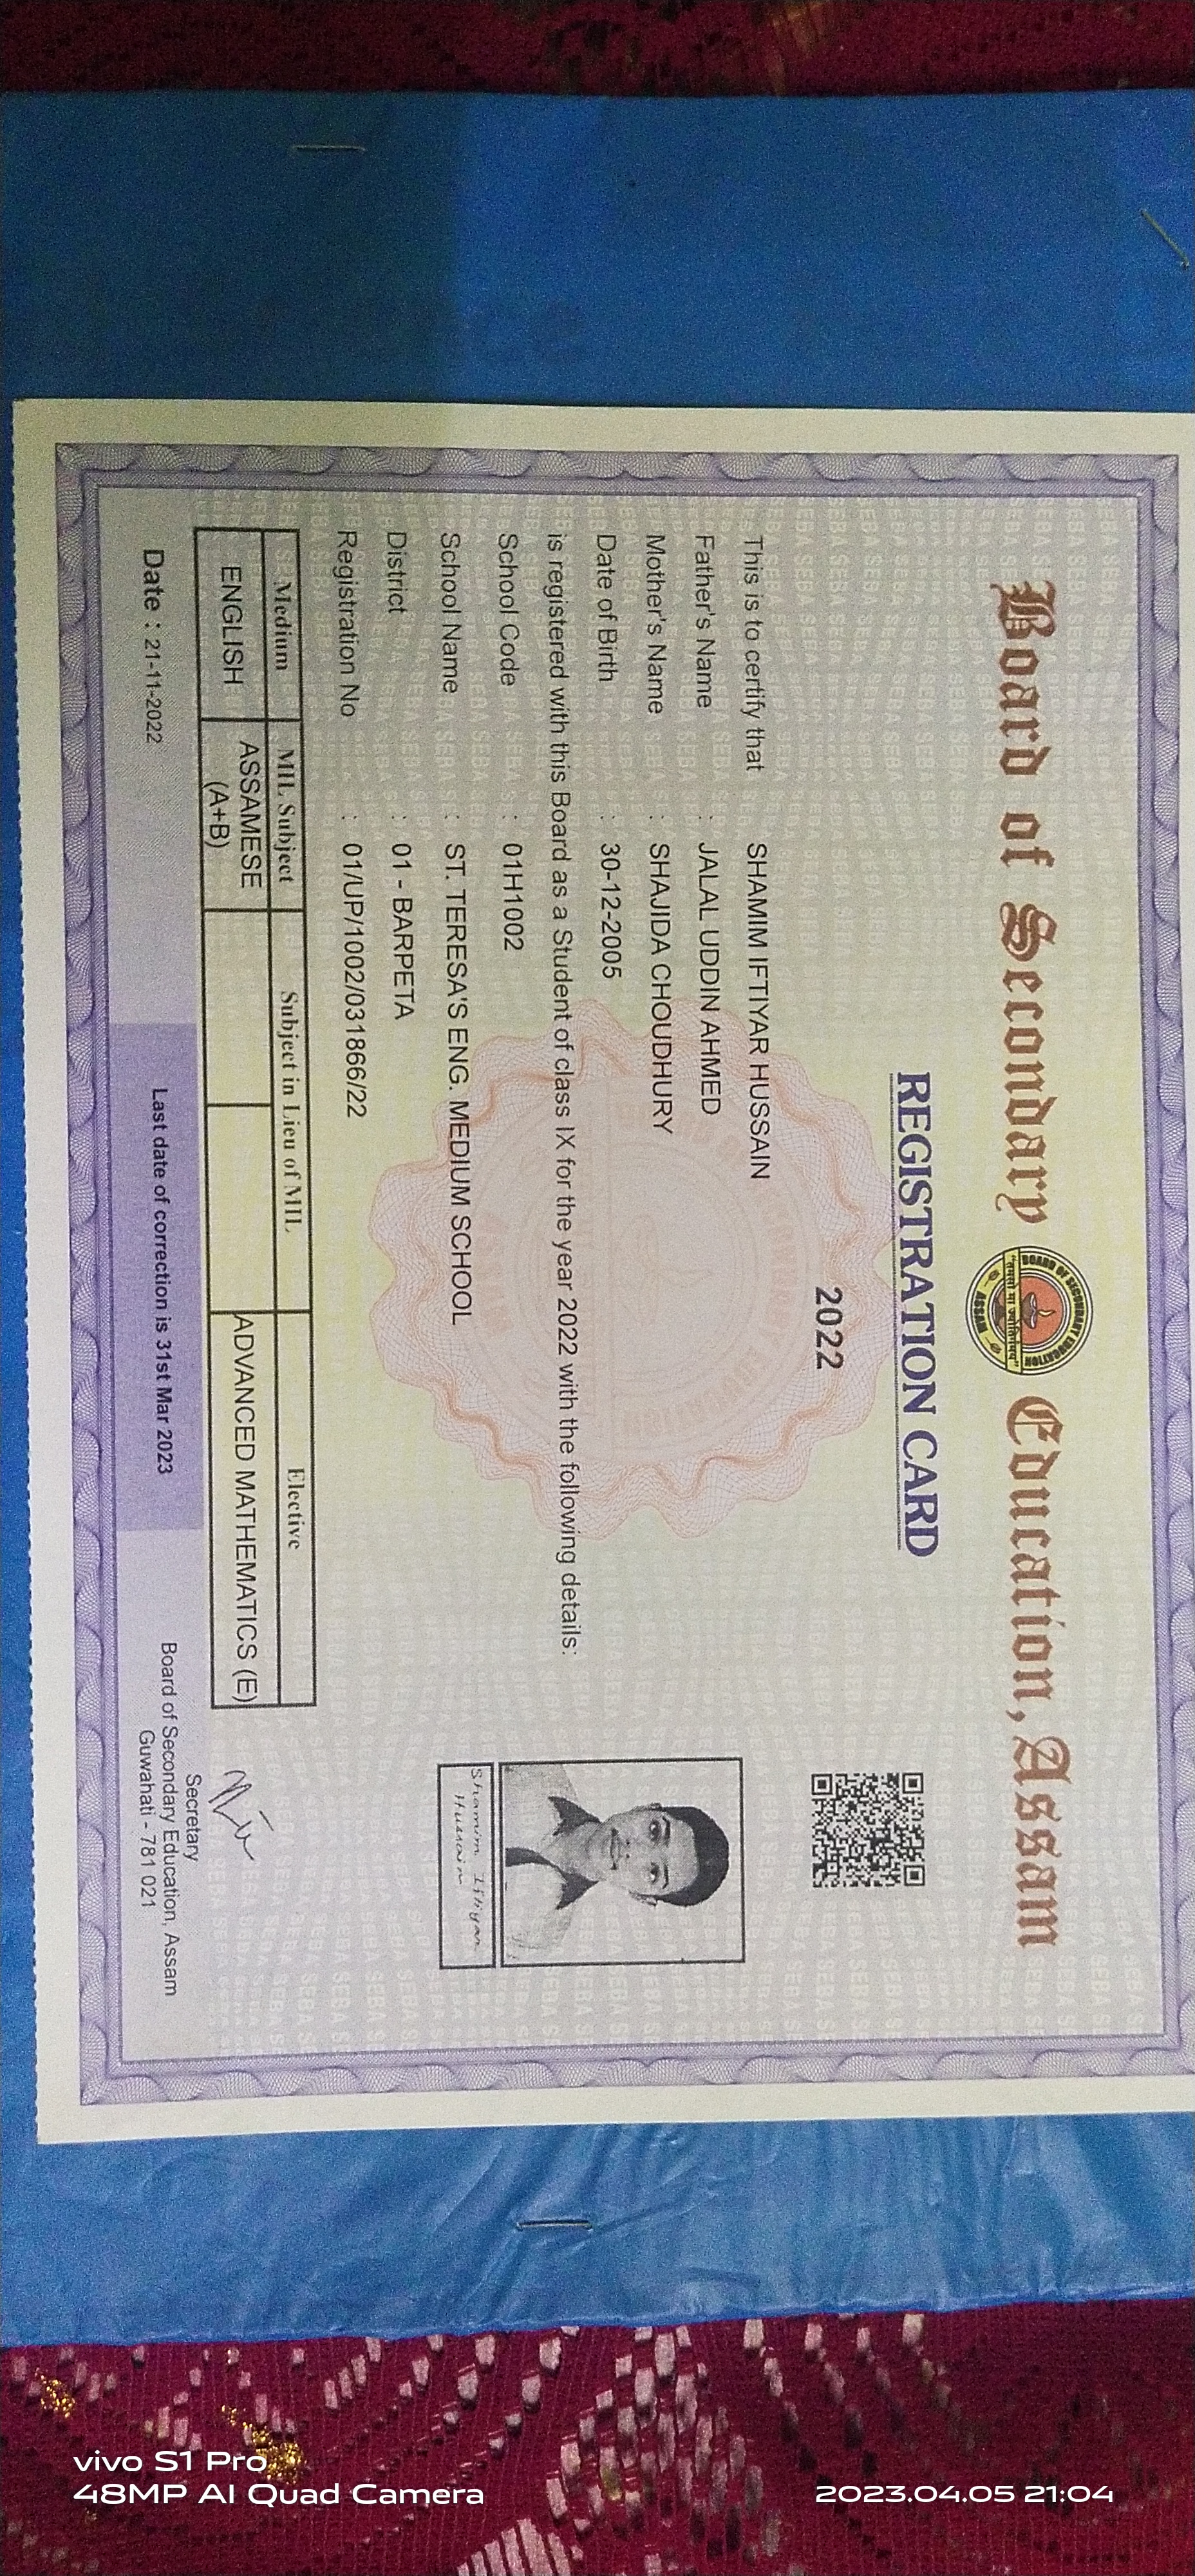 Board of Secondary Education, Assam
BOARD OF SECONDARY EDUCATION
ASSAM
REGISTRATION CARD
2022
This is to certify that : SHAMIM IFTIYAR HUSSAIN
Father's Name : JALAL UDDIN AHMED
Mother's Name : SHAJIDA CHOUDHURY
Date of Birth : 30-12-2005
is registered with this Board as a Student of class IX for the year 2022 with the following details:
School Code : 01H1002
School Name : ST. TERESA'S ENG. MEDIUM SCHOOL
District : 01 - BARPETA
Registration No : 01/UP/1002/031866/22
Shamim Iftiyar
Hussain
Medium MIL Subject Subject in Lieu of MIL Elective
ENGLISH ASSAMESE (A+B) ADVANCED MATHEMATICS (E)
Date : 21-11-2022
Last date of correction is 31st Mar 2023
Secretary
Board of Secondary Education, Assam
Guwahati - 781 021
vivo S1 Pro
48MP AI Quad Camera
2023.04.05 21:04